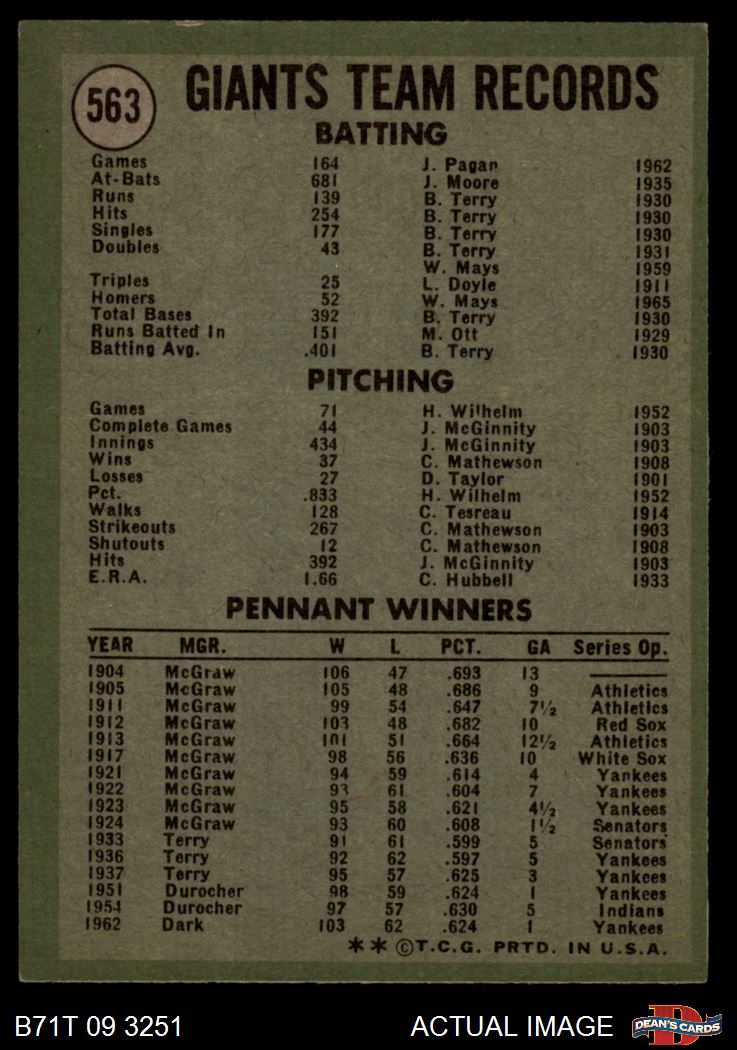 563
GIANTS TEAM RECORDS
BATTING
Games 164 J. Pagan 1962
At-Bats 681 J. Moore 1935
Runs 139 B. Terry 1930
Hits 254 B. Terry 1930
Singles 177 B. Terry 1930
Doubles 43 B. Terry 1931
W. Mays 1959
Triples 25 L. Doyle 1911
Homers 52 W. Mays 1965
Total Bases 392 B. Terry 1930
Runs Batted In 151 M. Ott 1929
Batting Avg. .401 B. Terry 1930
PITCHING
Games 71 H. Wilhelm 1952
Complete Games 44 J. McGinnity 1903
Innings 434 J. McGinnity 1903
Wins 37 C. Mathewson 1908
Losses 27 D. Taylor 1901
Pct. .833 H. Wilhelm 1952
Walks 128 C. Tesreau 1914
Strikeouts 267 C. Mathewson 1903
Shutouts 12 C. Mathewson 1908
Hits 392 J. McGinnity 1903
E.R.A. 1.66 C. Hubbell 1933
PENNANT WINNERS
YEAR MGR. W L PCT. GA Series Op.
1904 McGraw 106 47 .693 13
1905 McGraw 105 48 .686 9 Athletics
1911 McGraw 99 54 .647 7½ Athletics
1912 McGraw 103 48 .682 10 Red Sox
1913 McGraw 101 51 .664 12½ Athletics
1917 McGraw 98 56 .636 10 White Sox
1921 McGraw 94 59 .614 4 Yankees
1922 McGraw 93 61 .604 7 Yankees
1923 McGraw 95 58 .621 4½ Yankees
1924 McGraw 93 60 .608 1½ Senators
1933 Terry 91 61 .599 5 Senators
1936 Terry 92 62 .597 5 Yankees
1937 Terry 95 57 .625 3 Yankees
1951 Durocher 98 59 .624 1 Yankees
1954 Durocher 97 57 .630 5 Indians
1962 Dark 103 62 .624 1 Yankees
** ©T.C.G. PRTD. IN U.S.A.
B71T 09 3251 ACTUAL IMAGE DEAN'S CARDS